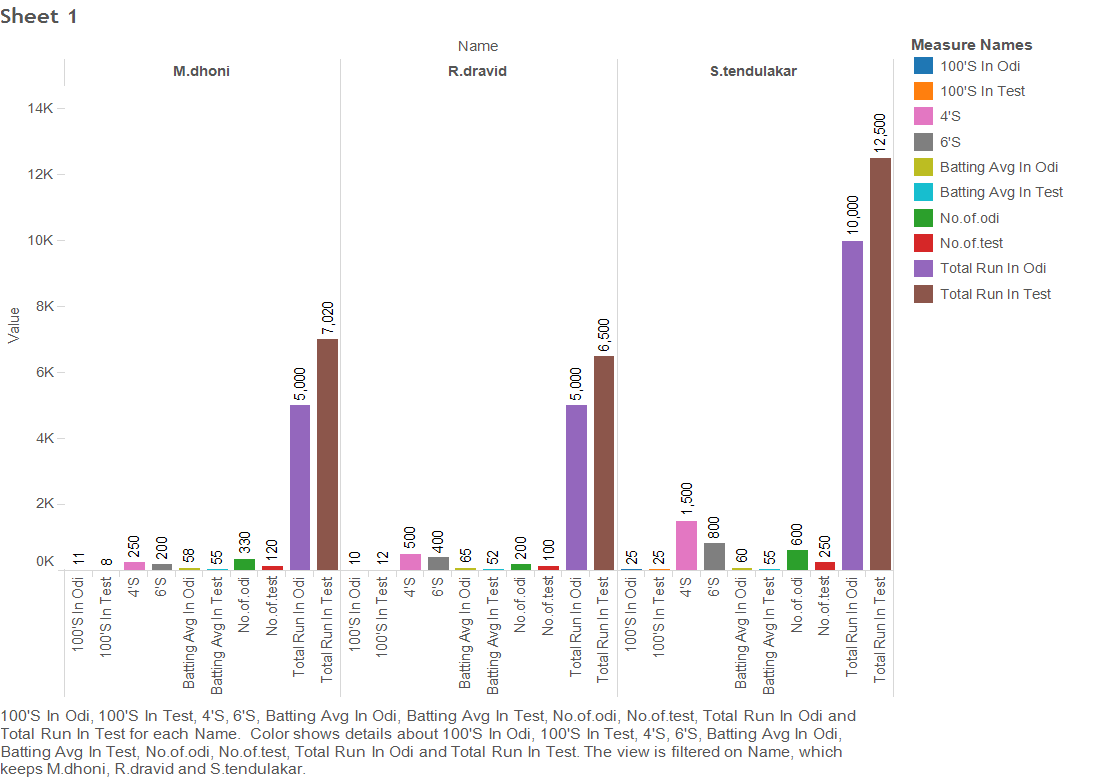 Sheet 1
Name
Measure Names
M.dhoni
R.dravid
S.tendulakar
100'S In Odi
100'S In Test
4'S
6'S
Batting Avg In Odi
Batting Avg In Test
No.of.odi
No.of.test
Total Run In Odi
Total Run In Test
Value
14K
12K
10K
8K
6K
4K
2K
0K
11
8
250
200
58
55
330
120
5,000
7,020
10
12
500
400
65
52
200
100
5,000
6,500
25
25
1,500
800
60
55
600
250
10,000
12,500
100'S In Odi
100'S In Test
4'S
6'S
Batting Avg In Odi
Batting Avg In Test
No.of.odi
No.of.test
Total Run In Odi
Total Run In Test
100'S In Odi
100'S In Test
4'S
6'S
Batting Avg In Odi
Batting Avg In Test
No.of.odi
No.of.test
Total Run In Odi
Total Run In Test
100'S In Odi
100'S In Test
4'S
6'S
Batting Avg In Odi
Batting Avg In Test
No.of.odi
No.of.test
Total Run In Odi
Total Run In Test
100'S In Odi, 100'S In Test, 4'S, 6'S, Batting Avg In Odi, Batting Avg In Test, No.of.odi, No.of.test, Total Run In Odi and
Total Run In Test for each Name.  Color shows details about 100'S In Odi, 100'S In Test, 4'S, 6'S, Batting Avg In Odi,
Batting Avg In Test, No.of.odi, No.of.test, Total Run In Odi and Total Run In Test. The view is filtered on Name, which
keeps M.dhoni, R.dravid and S.tendulakar.